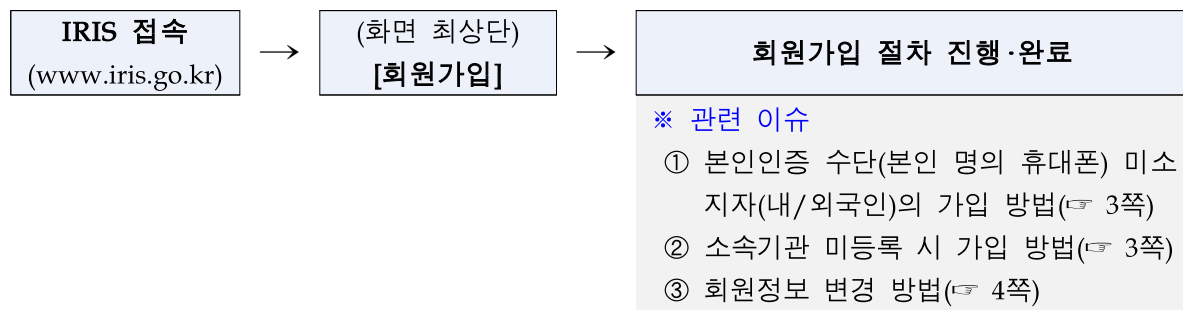 IRIS 접속
(www.iris.go.kr)
→
(화면 최상단)
[회원가입]
→
회원가입 절차 진행·완료
※ 관련 이슈
① 본인인증 수단(본인 명의 휴대폰) 미소
지자(내/외국인)의 가입 방법(☞ 3쪽)
② 소속기관 미등록 시 가입 방법(☞ 3쪽)
③ 회원정보 변경 방법(☞ 4쪽)